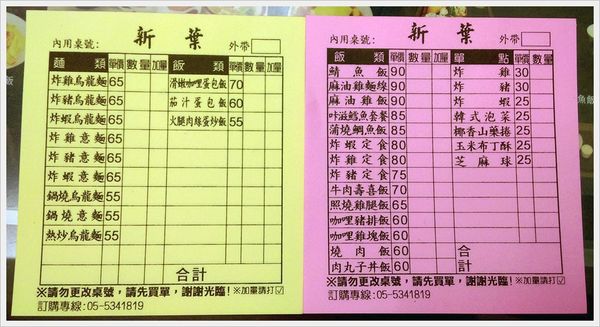 新葉
內用桌號: 外帶
麵類 單價 數量 加量 飯類 單價 數量 加量
炸雞烏龍麵 65 滑嫩咖哩蛋包飯 70
炸豬烏龍麵 65 茄汁蛋包飯 60
炸蝦烏龍麵 65 火腿肉絲蛋炒飯 55
炸雞意麵 65
炸豬意麵 65
炸蝦意麵 65
鍋燒烏龍麵 55
鍋燒意麵 55
熱炒烏龍麵 55
合計
※請勿更改桌號，請先買單，謝謝光臨！※加量請打☑
訂購專線:05-5341819
新葉
內用桌號: 外帶
飯類 單價 數量 加量 單點 單價 數量
鯖魚飯 90 炸雞 30
麻油雞麵線 90 炸豬 30
麻油雞飯 90 炸蝦 25
咔滋鱈魚套餐 85 韓式泡菜 25
蒲燒鯛魚飯 85 椰香山藥捲 25
炸蝦定食 85 玉米布丁酥 25
炸雞定食 80 芝麻球 25
炸豬定食 75
牛肉壽喜飯 70
照燒雞腿飯 65
咖哩豬排飯 60
咖哩雞塊飯 60
燒肉飯 60 合
肉丸子丼飯 60 計
※請勿更改桌號，請先買單，謝謝光臨！※加量請打☑
訂購專線:05-5341819